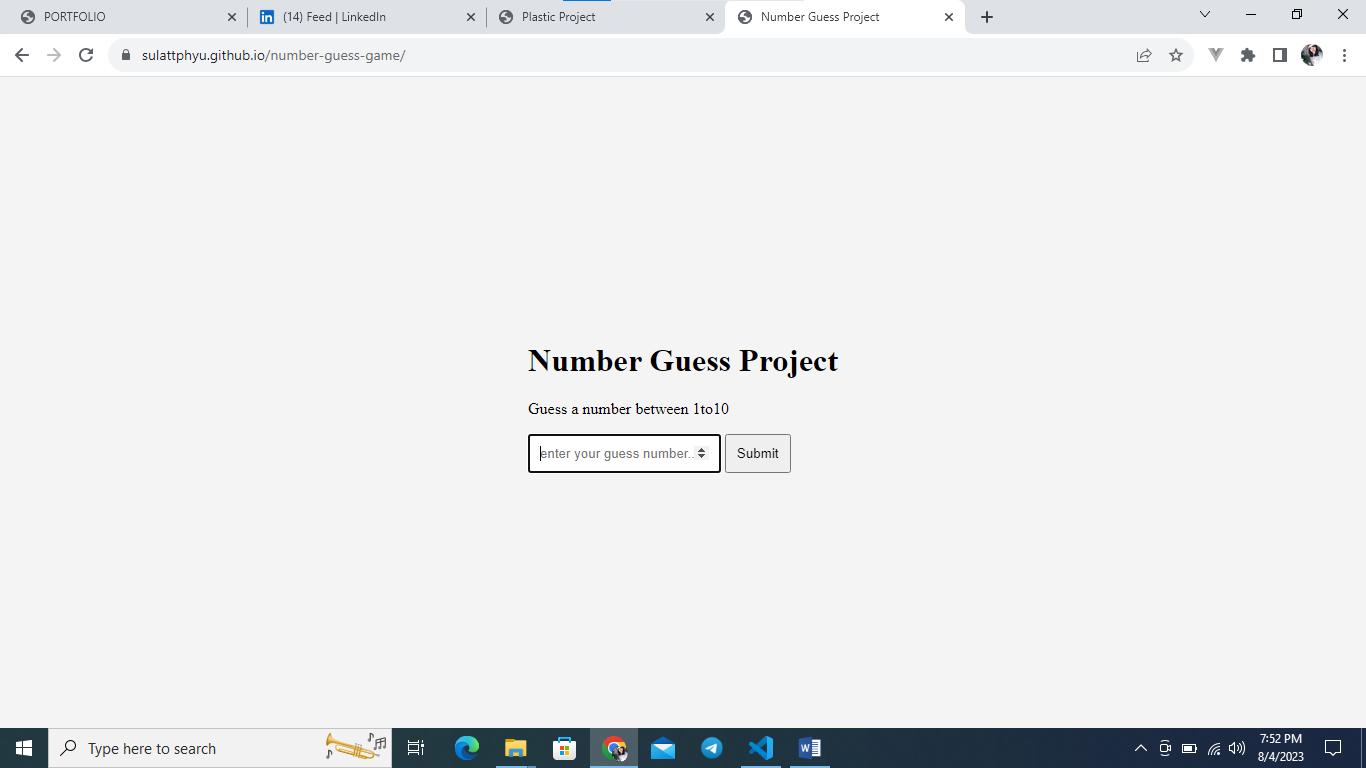 PORTFOLIO
(14) Feed | LinkedIn
Plastic Project
Number Guess Project
sulattphyu.github.io/number-guess-game/
Number Guess Project
Guess a number between 1to10
enter your guess number..
Submit
Type here to search
7:52 PM
8/4/2023